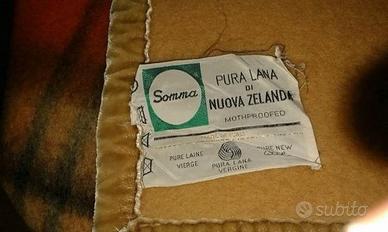 Somma
PURA LANA
DI
NUOVA ZELANDA
MOTHPROOFED
PURE LAINE
VIERGE
PURA LANA
VERGINE
PURE NEW
subito